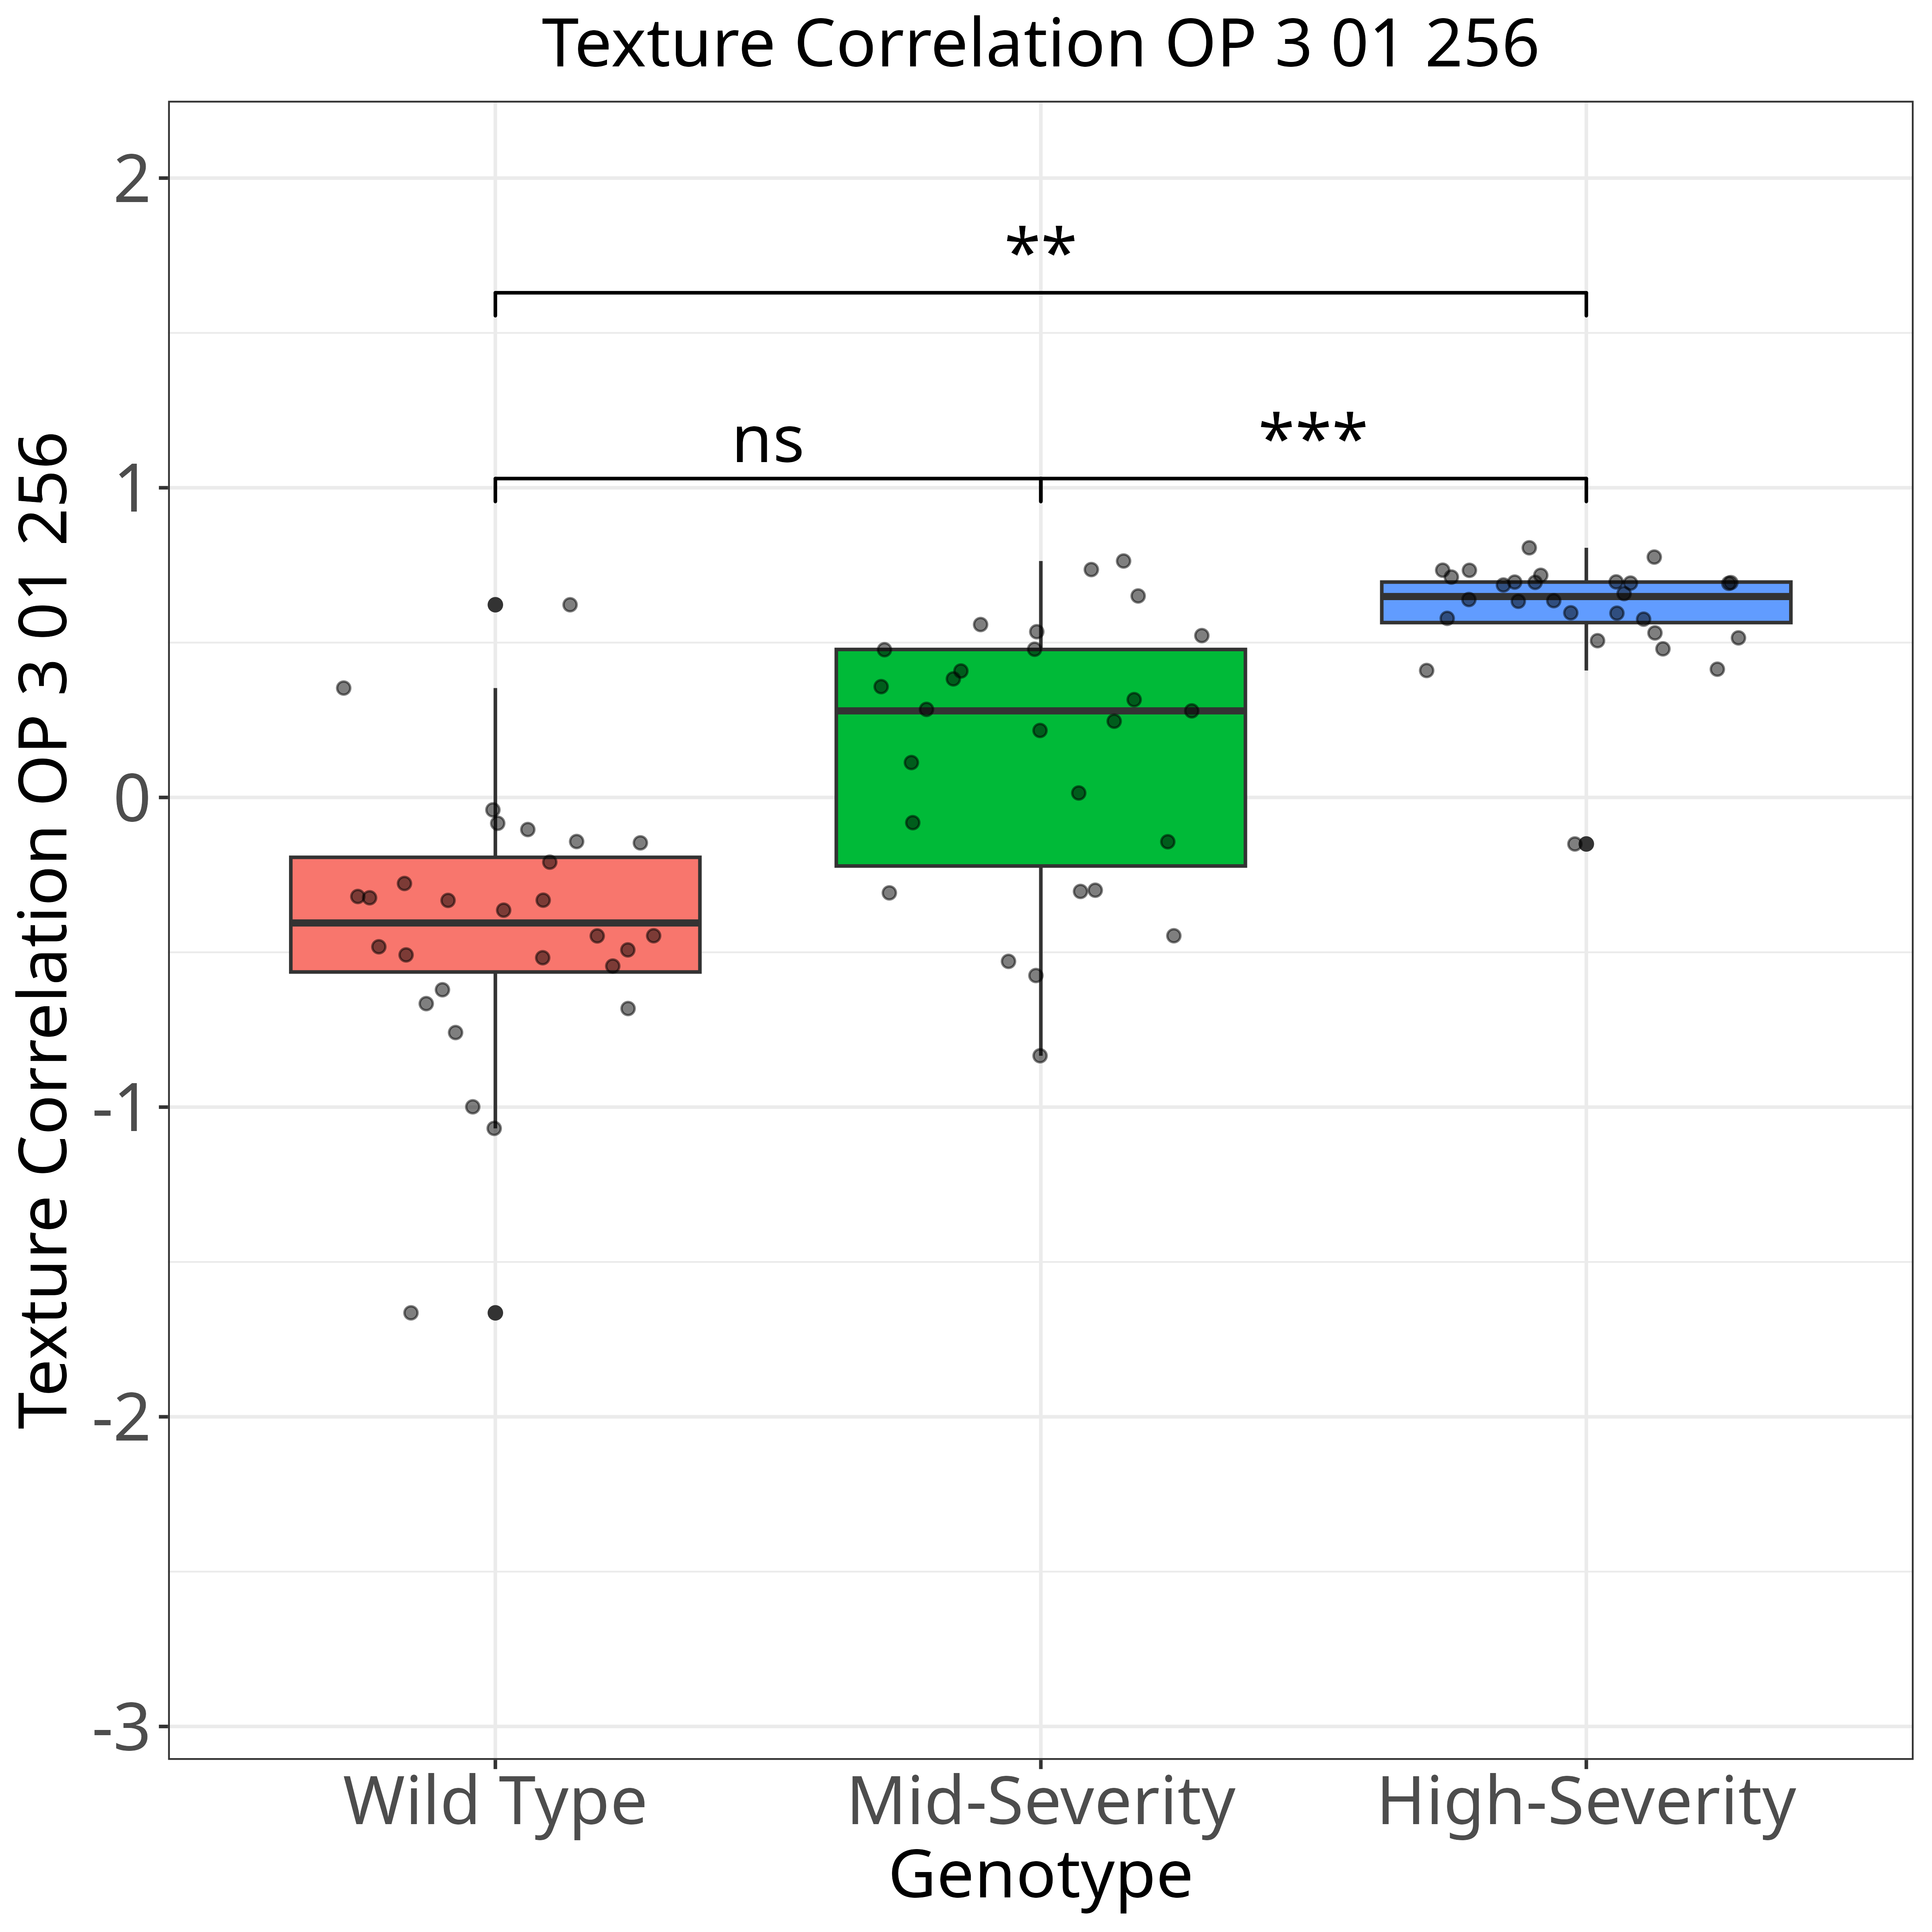 Texture Correlation OP 3 01 256
Texture Correlation OP 3 01 256
2
1
0
-1
-2
-3
**
ns
***
Wild Type
Mid-Severity
High-Severity
Genotype